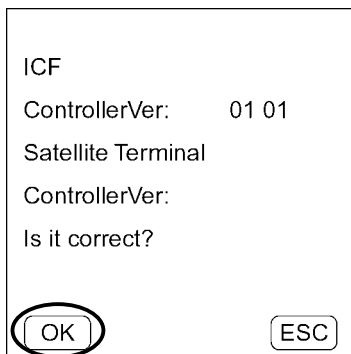 ICF
ControllerVer: 01 01
Satellite Terminal
ControllerVer:
Is it correct?
OK ESC